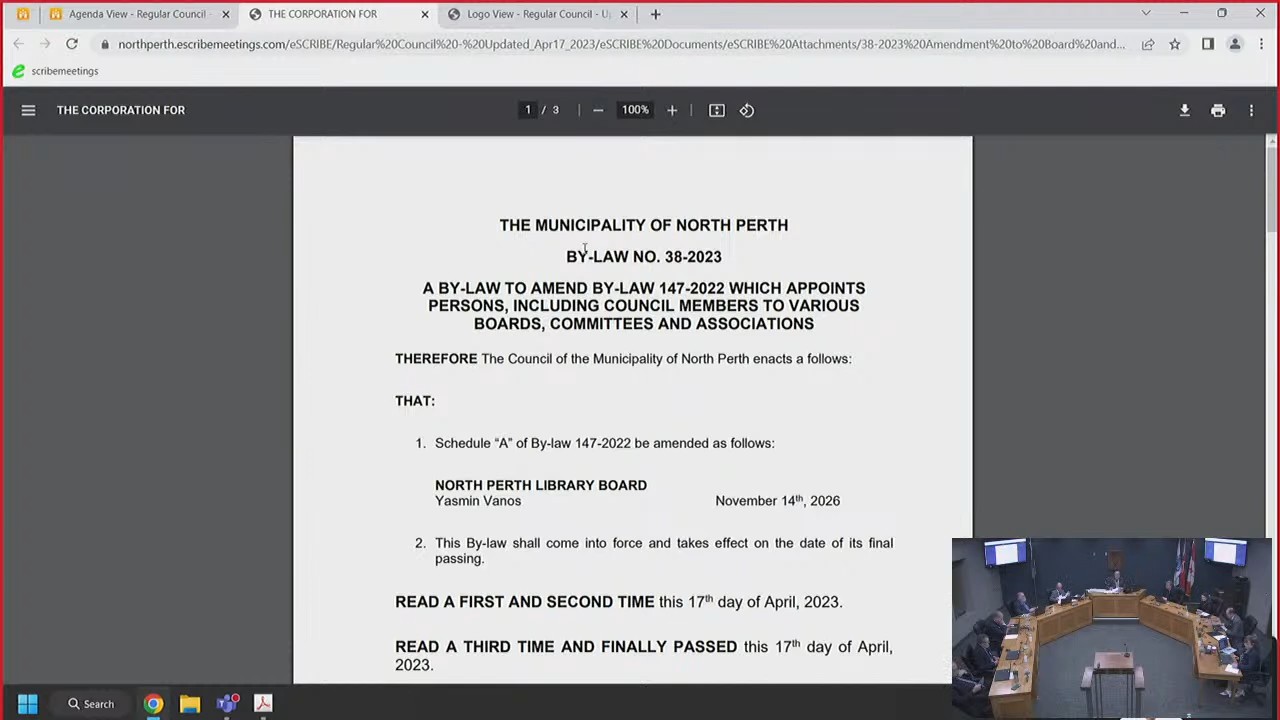 Agenda View - Regular Council -
THE CORPORATION FOR
Logo View - Regular Council - U
northperth.escribemeetings.com/eSCRIBE/Regular%20Council%20-%20Updated_Apr17_2023/eSCRIBE%20Documents/eSCRIBE%20Attachments/38-2023%20Amendment%20to%20Board%20and...
scribemeetings
THE CORPORATION FOR
1 / 3
100%
THE MUNICIPALITY OF NORTH PERTH
BY-LAW NO. 38-2023
A BY-LAW TO AMEND BY-LAW 147-2022 WHICH APPOINTS
PERSONS, INCLUDING COUNCIL MEMBERS TO VARIOUS
BOARDS, COMMITTEES AND ASSOCIATIONS
THEREFORE The Council of the Municipality of North Perth enacts a follows:
THAT:
1. Schedule “A” of By-law 147-2022 be amended as follows:
NORTH PERTH LIBRARY BOARD
Yasmin Vanos November 14th, 2026
2. This By-law shall come into force and takes effect on the date of its final
passing.
READ A FIRST AND SECOND TIME this 17th day of April, 2023.
READ A THIRD TIME AND FINALLY PASSED this 17th day of April,
2023.
Search